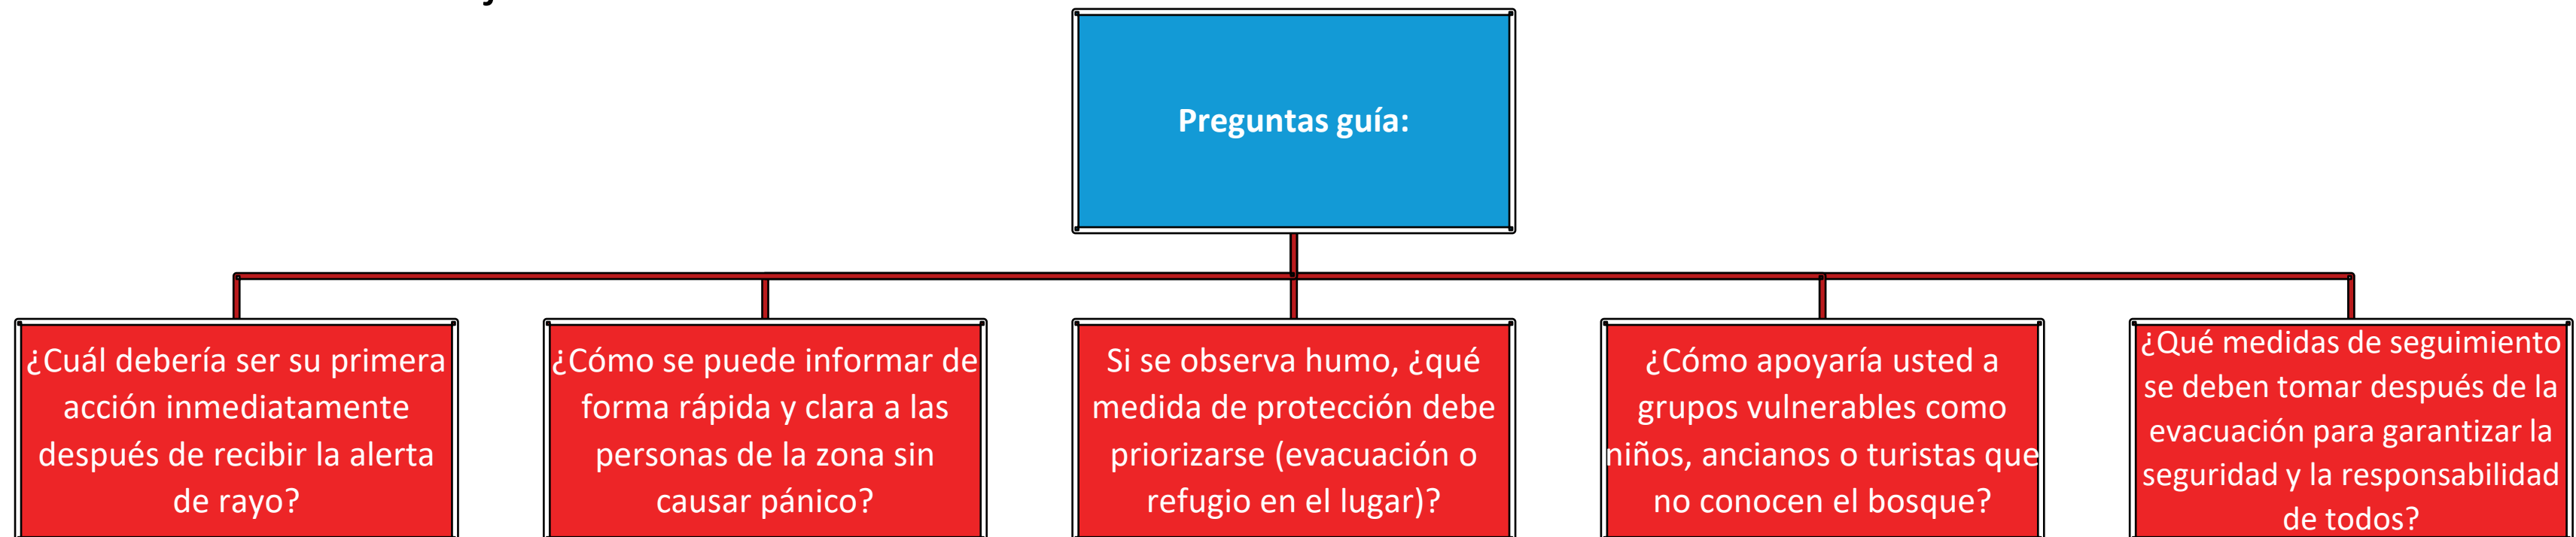 Preguntas guía:
¿Cuál debería ser su primera
acción inmediatamente
después de recibir la alerta
de rayo?
¿Cómo se puede informar de
forma rápida y clara a las
personas de la zona sin
causar pánico?
Si se observa humo, ¿qué
medida de protección debe
priorizarse (evacuación o
refugio en el lugar)?
¿Cómo apoyaría usted a
grupos vulnerables como
niños, ancianos o turistas que
no conocen el bosque?
¿Qué medidas de seguimiento
se deben tomar después de la
evacuación para garantizar la
seguridad y la responsabilidad
de todos?